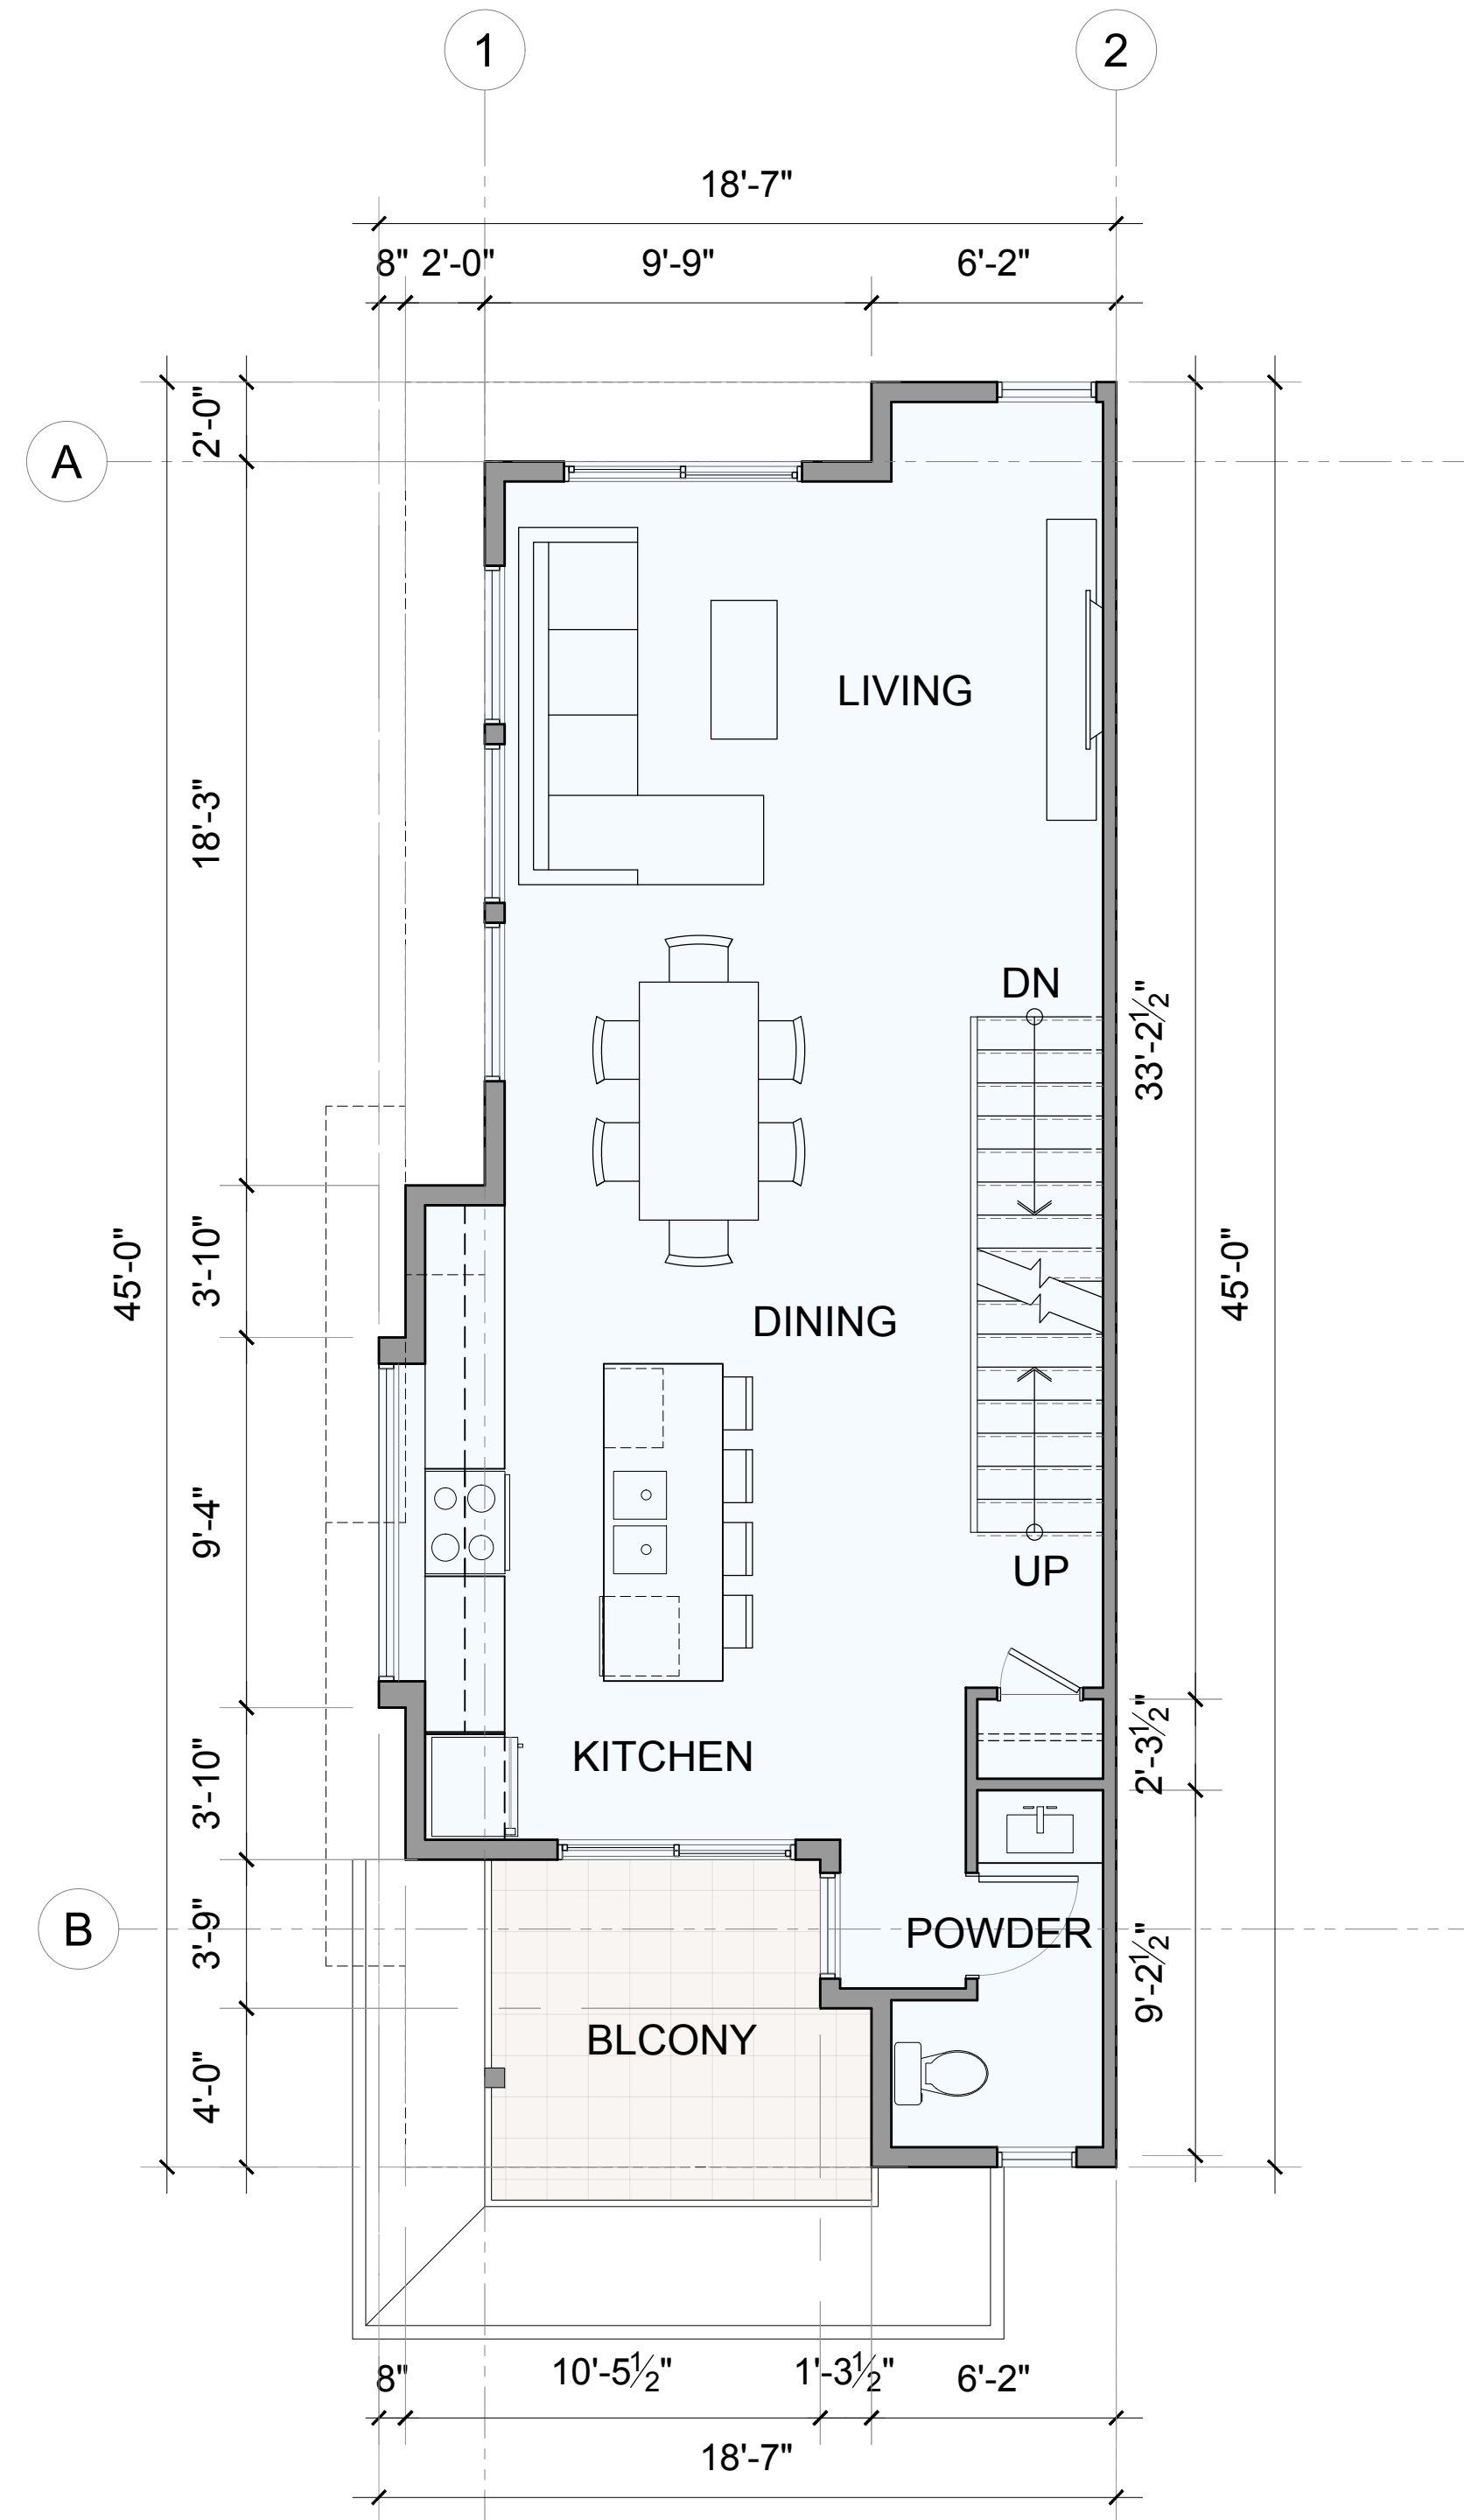 1 2
18'-7"
8" 2'-0" 9'-9" 6'-2"
2'-0"
A
18'-3"
LIVING
DN
33'-2½"
45'-0"
3'-10"
45'-0"
DINING
9'-4"
UP
2'-3½"
KITCHEN
3'-10"
B
3'-9"
POWDER
9'-2½"
BLCONY
4'-0"
8" 10'-5½" 1'-3½" 6'-2"
18'-7"